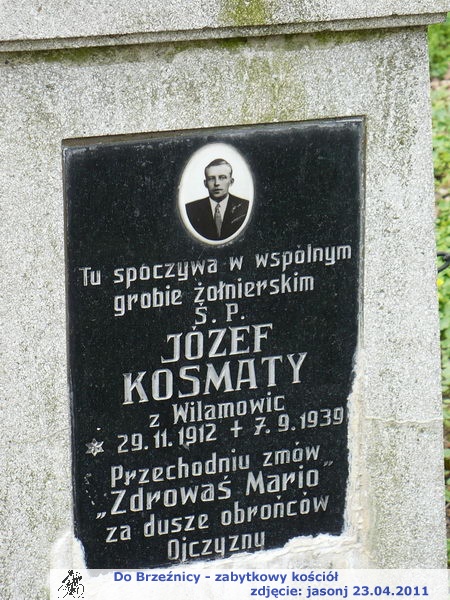 Tu spoczywa w wspólnym
grobie żołnierskim
Ś. P.
JÓZEF
KOSMATY
z Wilamowic
* 29.11.1912 + 7.9.1939
Przechodniu zmów
„Zdrowaś Mario”
za dusze obrońców
Ojczyzny
Do Brzeźnicy - zabytkowy kościół
zdjęcie: jasonj 23.04.2011